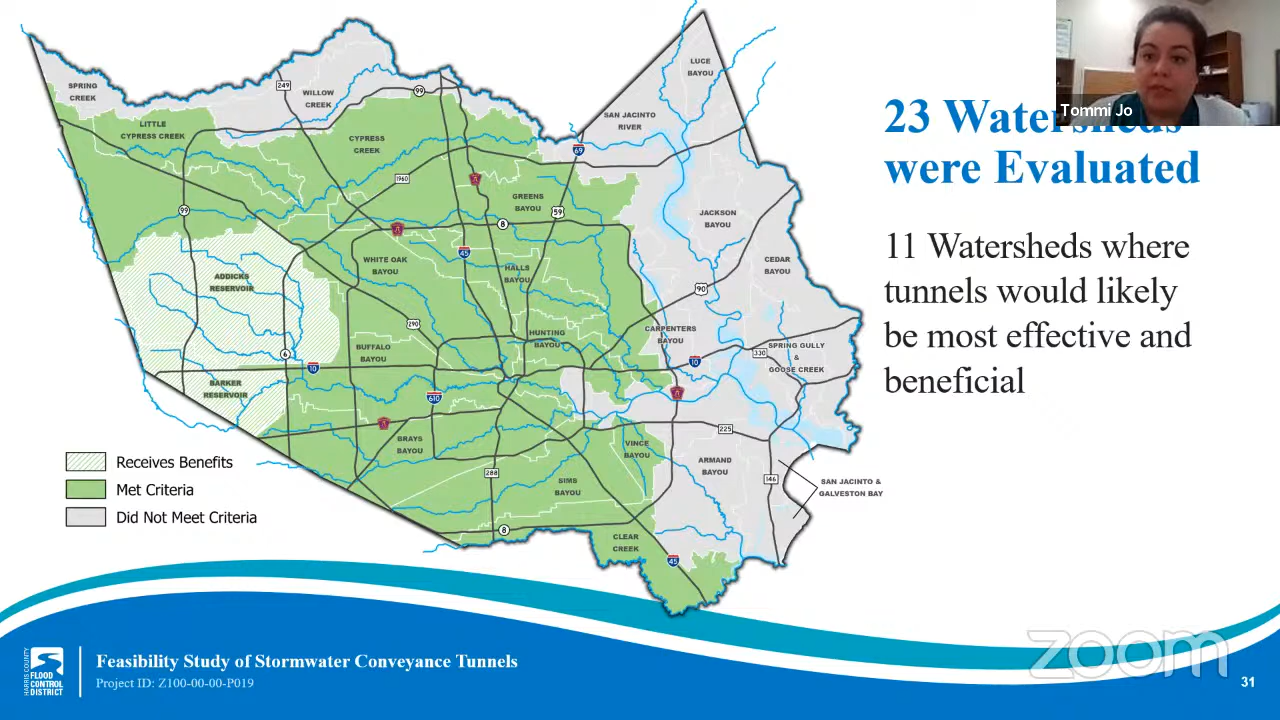 Tommi Jo
23 Watersheds
were Evaluated
11 Watersheds where
tunnels would likely
be most effective and
beneficial
SPRING
CREEK
WILLOW
CREEK
249
99
LITTLE
CYPRESS CREEK
CYPRESS
CREEK
SAN JACINTO
RIVER
LUCE
BAYOU
69
1960
99
GREENS
BAYOU
59
8
JACKSON
BAYOU
CEDAR
BAYOU
WHITE OAK
BAYOU
45
HALLS
BAYOU
ADDICKS
RESERVOIR
90
290
6
BUFFALO
BAYOU
HUNTING
BAYOU
CARPENTERS
BAYOU
SPRING GULLY
&
GOOSE CREEK
330
10
10
BARKER
RESERVOIR
610
225
BRAYS
BAYOU
VINCE
BAYOU
ARMAND
BAYOU
288
SIMS
BAYOU
146
SAN JACINTO &
GALVESTON BAY
8
CLEAR
CREEK
45
Receives Benefits
Met Criteria
Did Not Meet Criteria
HARRIS COUNTY
FLOOD
CONTROL
DISTRICT
Feasibility Study of Stormwater Conveyance Tunnels
Project ID: Z100-00-00-P019
zoom
31